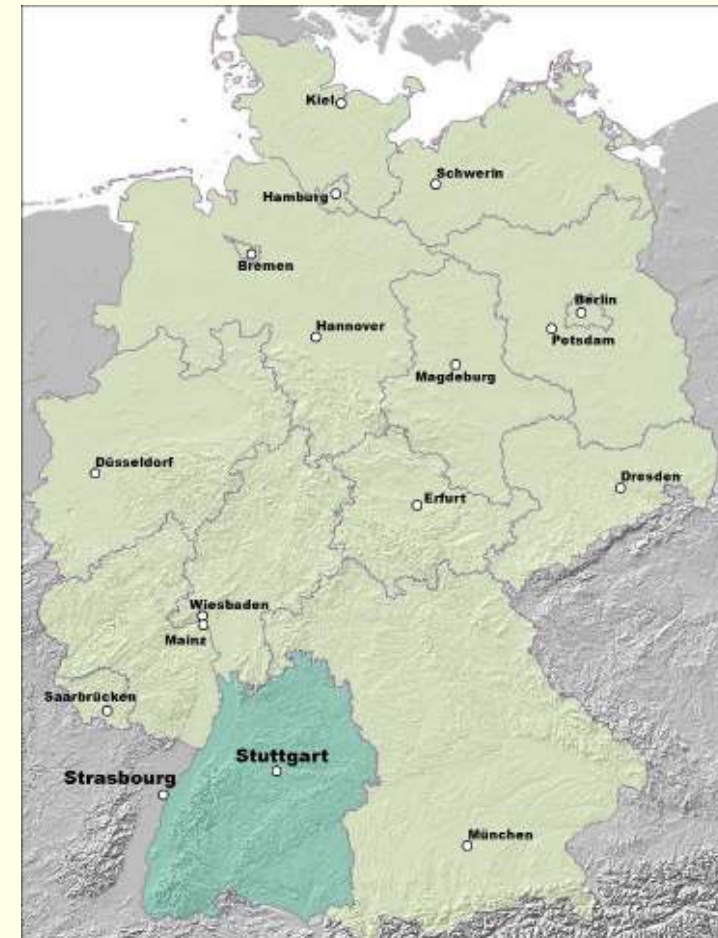 Kiel
Schwerin
Hamburg
Bremen
Berlin
Hannover
Potsdam
Magdeburg
Düsseldorf
Dresden
Erfurt
Wiesbaden
Mainz
Saarbrücken
Stuttgart
Strasbourg
München